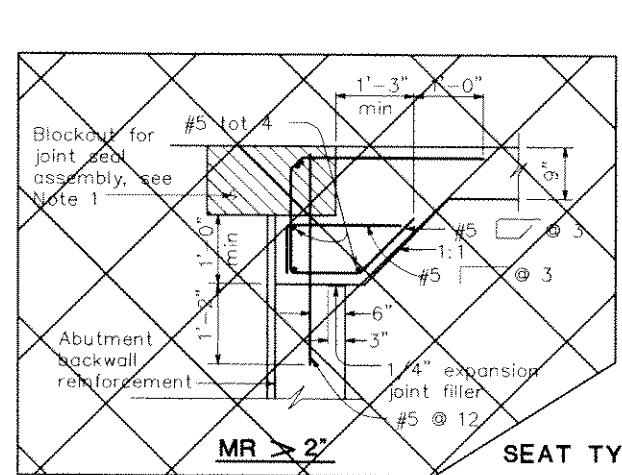 1'-3"
min
1'-0"
#5 tot 4
Blockout for
joint seal
assembly, see
Note 1
9"
1'-0"
min
#5 @ 3
1:1
#5 @ 3
1'-2"
6"
3"
Abutment
backwall
reinforcement
1/4" expansion
joint filler
#5 @ 12
MR > 2"
SEAT TY